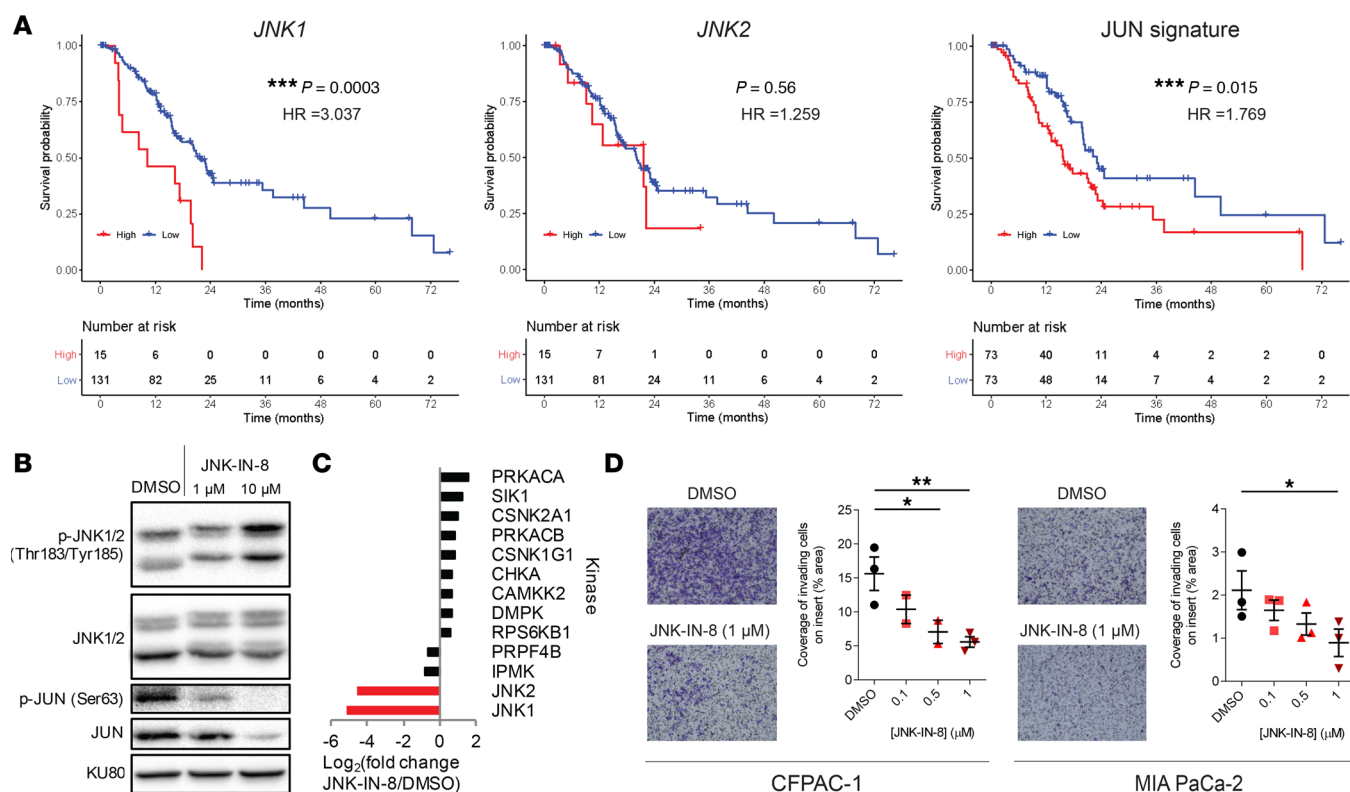 A
JNK1
Survival probability
1.00
0.75
0.50
0.25
0.00
*** P = 0.0003
HR =3.037
High Low
0 12 24 36 48 60 72
Time (months)
Number at risk
High 15 6 0 0 0 0 0
Low 131 82 25 11 6 4 2
0 12 24 36 48 60 72
Time (months)
JNK2
Survival probability
1.00
0.75
0.50
0.25
0.00
P = 0.56
HR =1.259
High Low
0 12 24 36 48 60 72
Time (months)
Number at risk
High 15 7 1 0 0 0 0
Low 131 81 24 11 6 4 2
0 12 24 36 48 60 72
Time (months)
JUN signature
Survival probability
1.00
0.75
0.50
0.25
0.00
*** P = 0.015
HR =1.769
High Low
0 12 24 36 48 60 72
Time (months)
Number at risk
High 73 40 11 4 2 2 0
Low 73 48 14 7 4 2 2
0 12 24 36 48 60 72
Time (months)
B
JNK-IN-8
DMSO 1 µM 10 µM
p-JNK1/2
(Thr183/Tyr185)
JNK1/2
p-JUN (Ser63)
JUN
KU80
C
PRKACA
SIK1
CSNK2A1
PRKACB
CSNK1G1
CHKA
CAMKK2
DMPK
RPS6KB1
PRPF4B
IPMK
JNK2
JNK1
Kinase
-6 -4 -2 0 2
Log2(fold change
JNK-IN-8/DMSO)
D
DMSO
JNK-IN-8 (1 µM)
Coverage of invading cells
on insert (% area)
25
20
15
10
5
0
**
*
DMSO 0.1 0.5 1
[JNK-IN-8] (µM)
CFPAC-1
DMSO
JNK-IN-8 (1 µM)
Coverage of invading cells
on insert (% area)
4
3
2
1
0
*
DMSO 0.1 0.5 1
[JNK-IN-8] (µM)
MIA PaCa-2